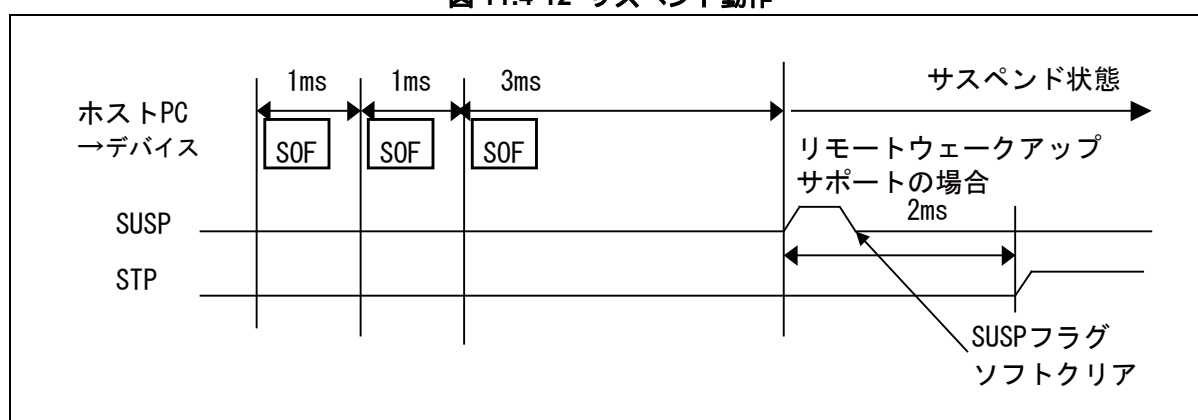 図 11.4-12 サスペンド動作
1ms 1ms 3ms サスペンド状態
ホストPC
→デバイス
SOF SOF SOF
リモートウェークアップ
サポートの場合
2ms
SUSP
STP
SUSPフラグ
ソフトクリア